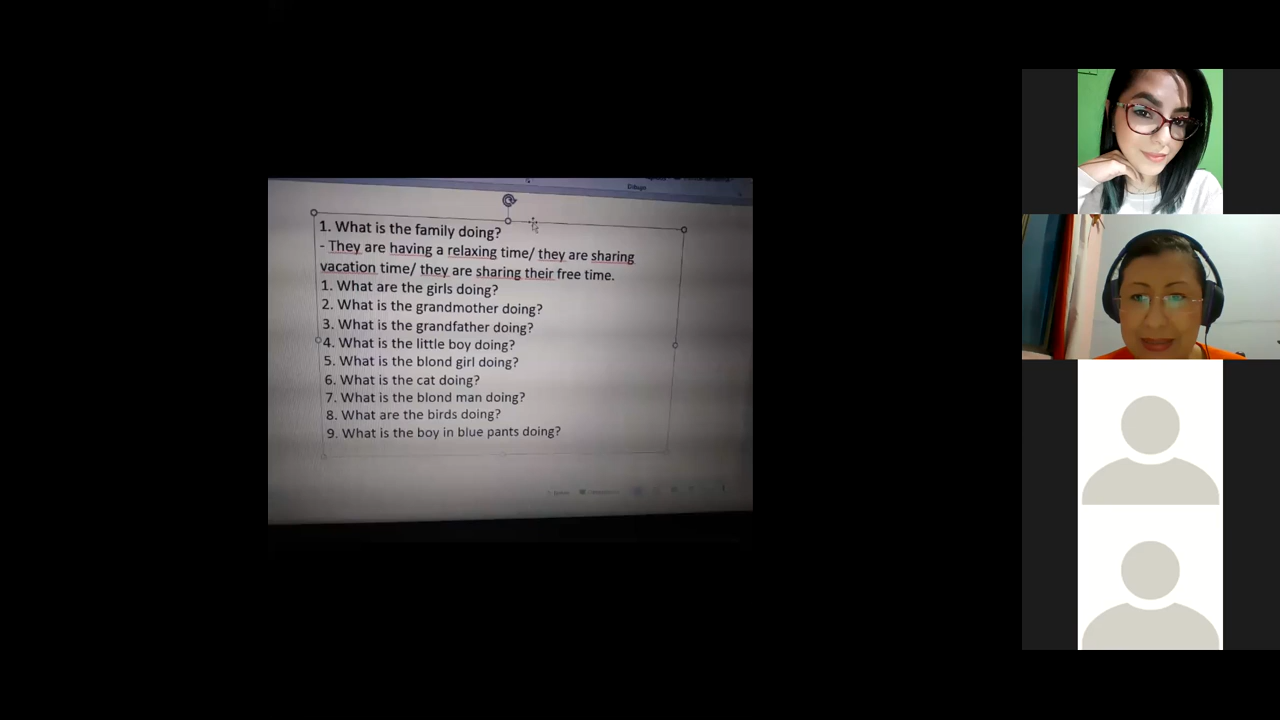 Dibujo
1. What is the family doing?
- They are having a relaxing time/ they are sharing
vacation time/ they are sharing their free time.
1. What are the girls doing?
2. What is the grandmother doing?
3. What is the grandfather doing?
4. What is the little boy doing?
5. What is the blond girl doing?
6. What is the cat doing?
7. What is the blond man doing?
8. What are the birds doing?
9. What is the boy in blue pants doing?